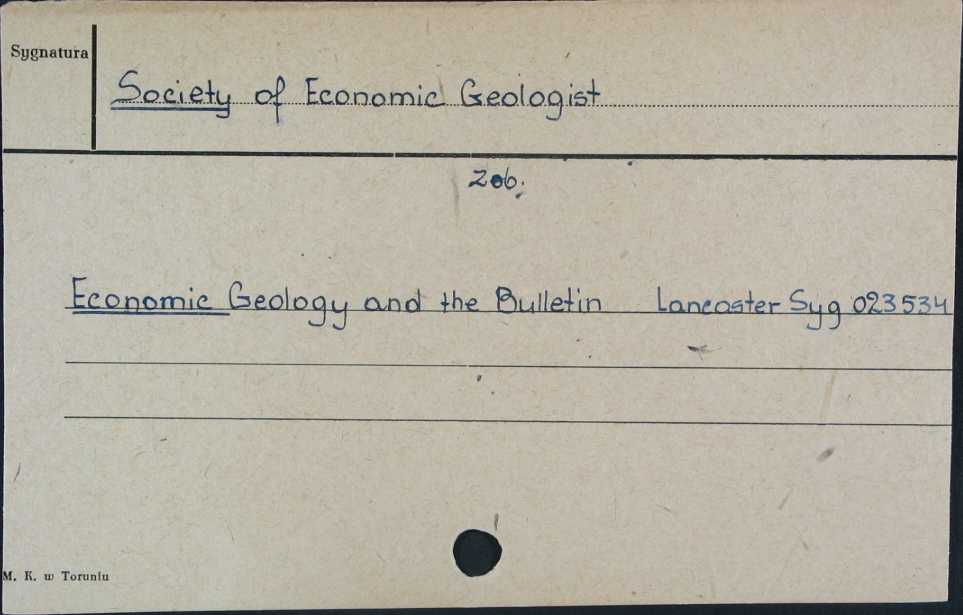 Sygnatura
Society of Economic Geologist
Zob.
Economic Geology and the Bulletin Lancaster Syg 023534
M. K. w Toruniu